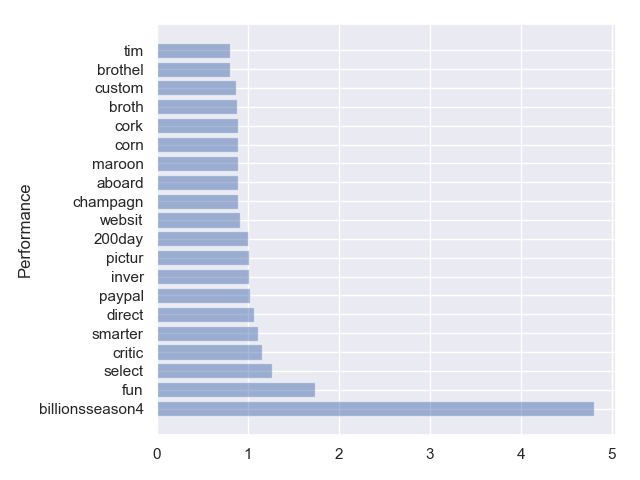 Performance
tim
brothel
custom
broth
cork
corn
maroon
aboard
champagn
websit
200day
pictur
inver
paypal
direct
smarter
critic
select
fun
billionsseason4
0 1 2 3 4 5